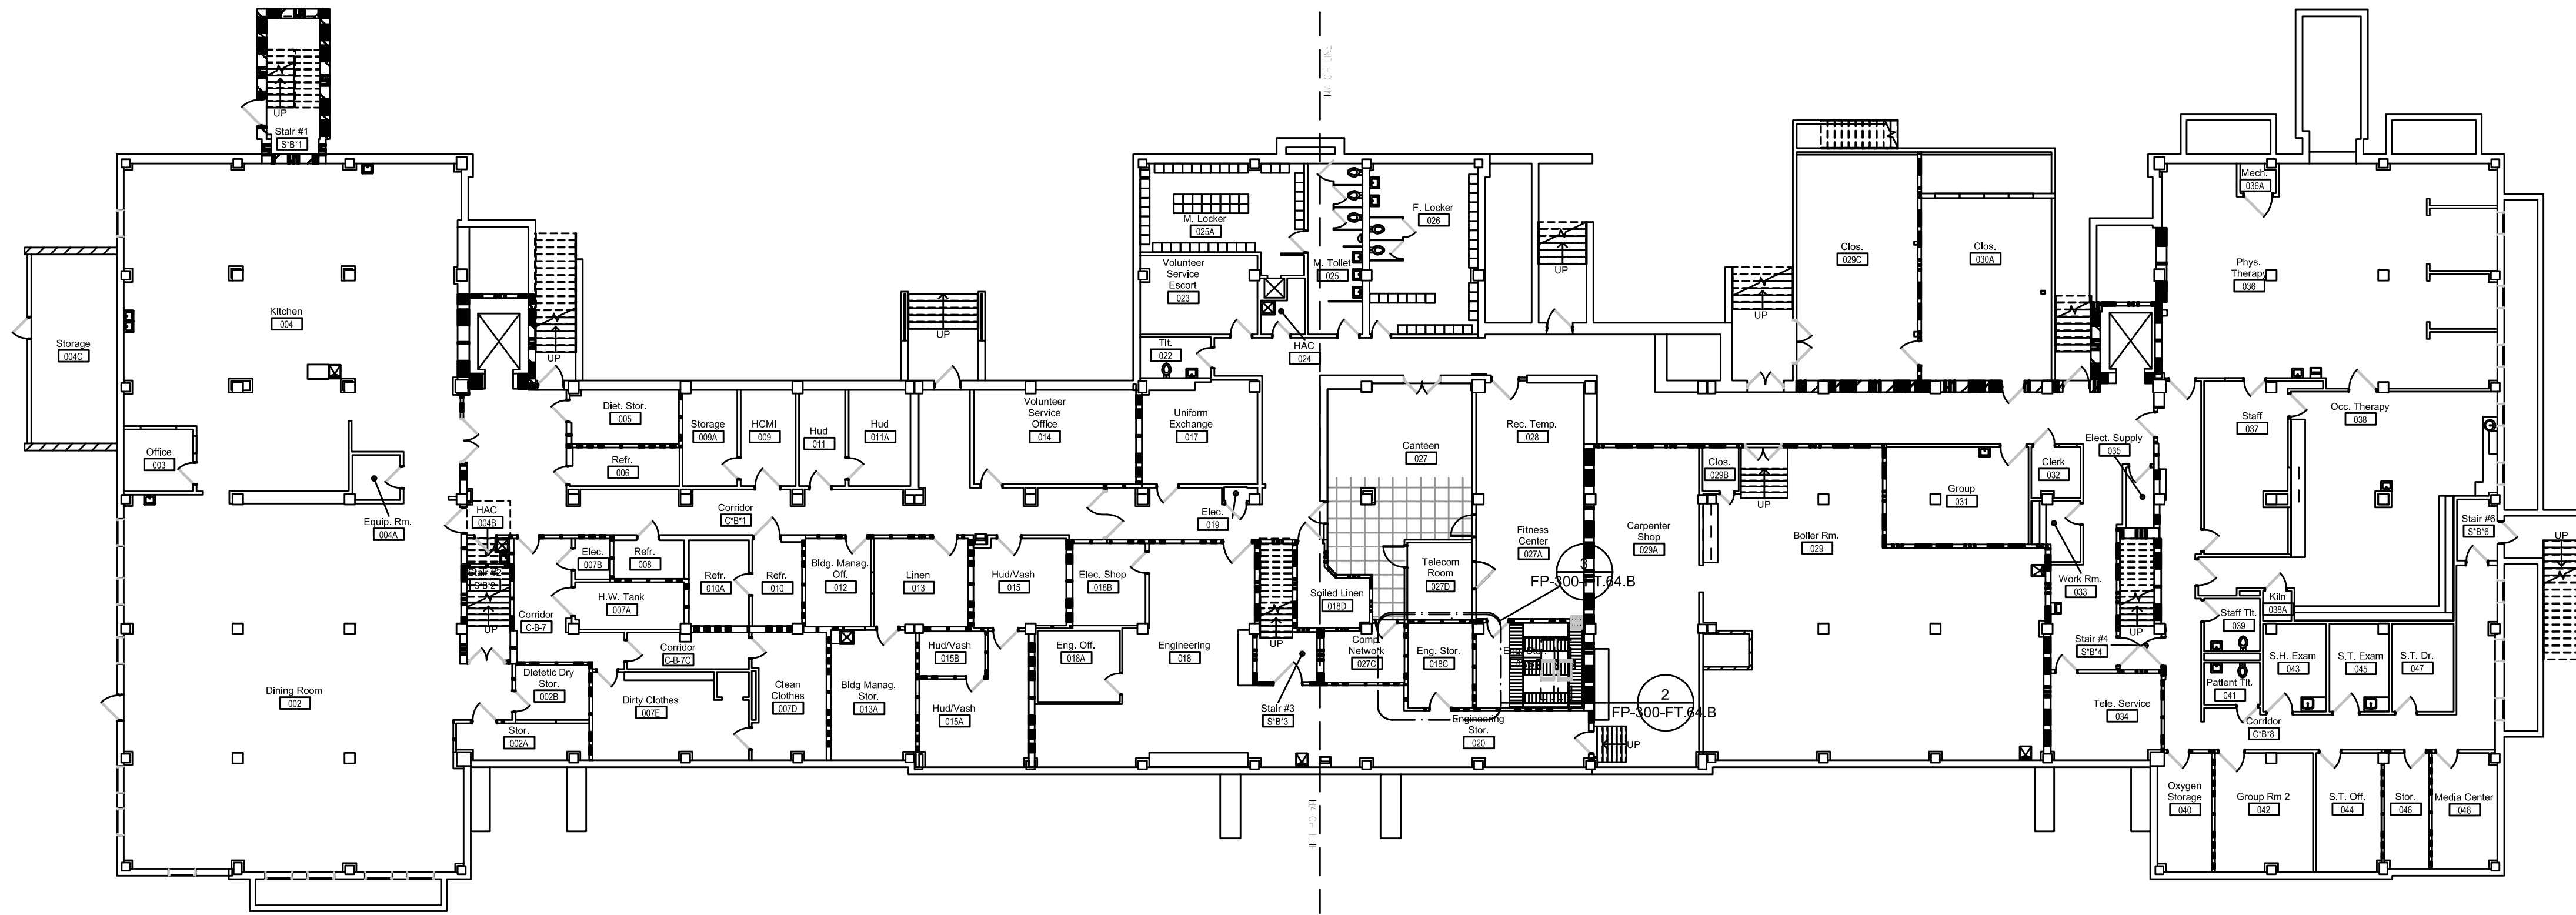 MATCH LINE
UP
Stair #1
S*B*1
Mech.
036A
M. Locker
025A
F. Locker
026
Volunteer
Service
Escort
023
M. Toilet
025
Clos.
029C
Clos.
030A
Phys.
Therapy
036
UP
UP
UP
UP
UP
Kitchen
004
Storage
004C
Tlt.
022
HAC
024
Diet. Stor.
005
Storage
009A
HCMI
009
Hud
011
Hud
011A
Volunteer
Service
Office
014
Uniform
Exchange
017
Canteen
027
Rec. Temp.
028
Staff
037
Occ. Therapy
038
Office
003
Refr.
006
Clos.
029B
Group
031
Clerk
032
Elect. Supply
035
UP
Equip. Rm.
004A
HAC
004B
Corridor
C*B*1
Elec.
019
Fitness
Center
027A
Carpenter
Shop
029A
Boiler Rm.
029
Stair #6
S*B*6
UP
Elec.
007B
Refr.
008
Refr.
010A
Refr.
010
Bldg. Manag.
Off.
012
Linen
013
Hud/Vash
015
Elec. Shop
018B
Telecom
Room
027D
3
FP-300-FT.64.B
Stair #2
S*B*2
H.W. Tank
007A
Soiled Linen
018D
Work Rm.
033
Kiln
038A
Corridor
C-B-7
UP
UP
Staff Tlt.
039
UP
Corridor
C-B-7C
Hud/Vash
015B
Eng. Off.
018A
Engineering
018
Comp.
Network
027C
Eng. Stor.
018C
Stair #4
S*B*4
S.H. Exam
043
S.T. Exam
045
S.T. Dr.
047
Dining Room
002
Dietetic Dry
Stor.
002B
Dirty Clothes
007E
Clean
Clothes
007D
Bldg Manag.
Stor.
013A
Hud/Vash
015A
Stair #3
S*B*3
2
FP-300-FT.64.B
Patient Tlt.
041
Stor.
002A
Engineering
Stor.
020
UP
Tele. Service
034
Corridor
C*B*8
Oxygen
Storage
040
Group Rm 2
042
S.T. Off.
044
Stor.
046
Media Center
048